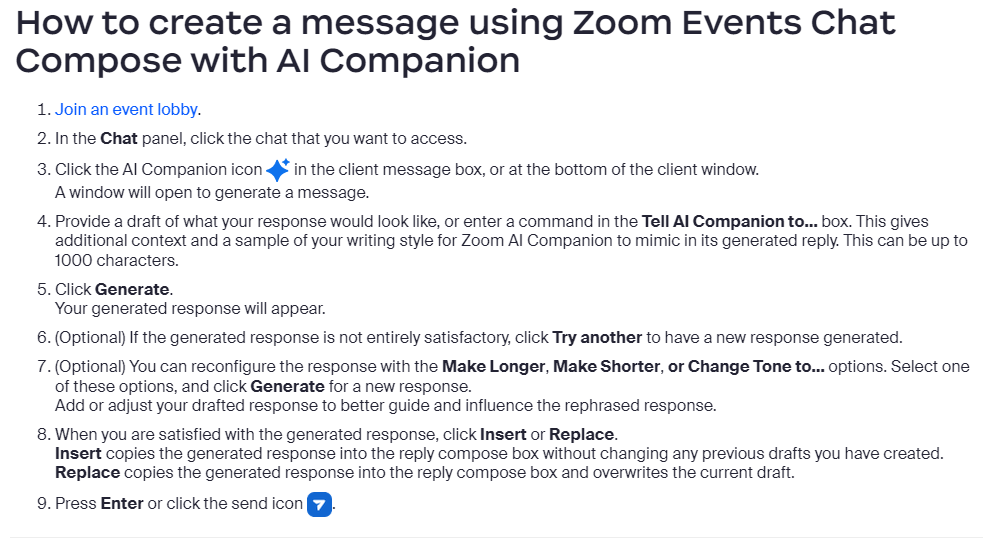 How to create a message using Zoom Events Chat
Compose with AI Companion
1. Join an event lobby.
2. In the Chat panel, click the chat that you want to access.
3. Click the AI Companion icon in the client message box, or at the bottom of the client window.
A window will open to generate a message.
4. Provide a draft of what your response would look like, or enter a command in the Tell AI Companion to... box. This gives
additional context and a sample of your writing style for Zoom AI Companion to mimic in its generated reply. This can be up to
1000 characters.
5. Click Generate.
Your generated response will appear.
6. (Optional) If the generated response is not entirely satisfactory, click Try another to have a new response generated.
7. (Optional) You can reconfigure the response with the Make Longer, Make Shorter, or Change Tone to... options. Select one
of these options, and click Generate for a new response.
Add or adjust your drafted response to better guide and influence the rephrased response.
8. When you are satisfied with the generated response, click Insert or Replace.
Insert copies the generated response into the reply compose box without changing any previous drafts you have created.
Replace copies the generated response into the reply compose box and overwrites the current draft.
9. Press Enter or click the send icon .